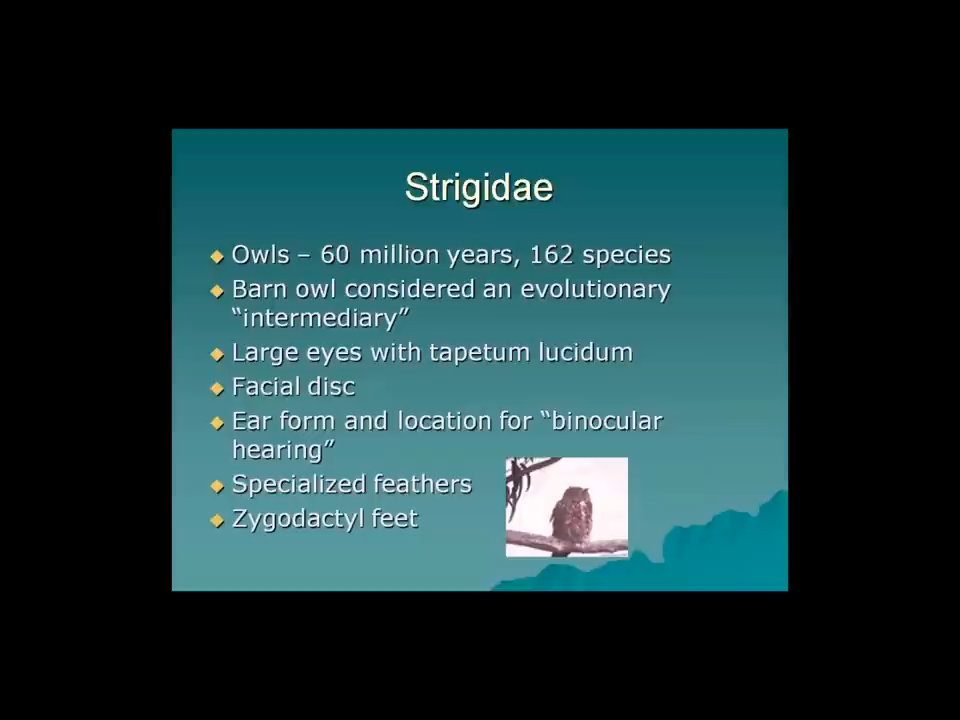 Strigidae
Owls – 60 million years, 162 species
Barn owl considered an evolutionary
“intermediary”
Large eyes with tapetum lucidum
Facial disc
Ear form and location for “binocular
hearing”
Specialized feathers
Zygodactyl feet